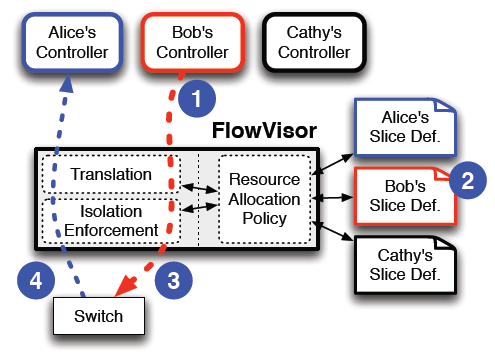 Alice's
Controller
Bob's
Controller
Cathy's
Controller
1
FlowVisor
Translation
Isolation
Enforcement
Resource
Allocation
Policy
Alice's
Slice Def.
Bob's
Slice Def.
2
Cathy's
Slice Def.
4
3
Switch